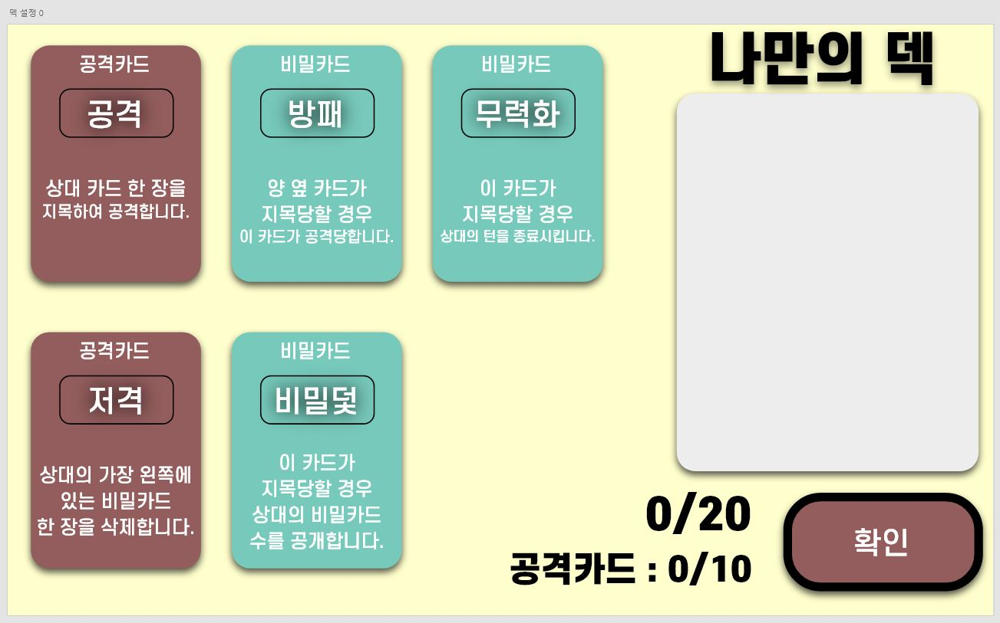 덱 설정 0
공격카드
공격
상대 카드 한 장을
지목하여 공격합니다.
비밀카드
방패
양 옆 카드가
지목당할 경우
이 카드가 공격당합니다.
비밀카드
무력화
이 카드가
지목당할 경우
상대의 턴을 종료시킵니다.
나만의 덱
공격카드
저격
상대의 가장 왼쪽에
있는 비밀카드
한 장을 삭제합니다.
비밀카드
비밀덫
이 카드가
지목당할 경우
상대의 비밀카드
수를 공개합니다.
0/20
공격카드 : 0/10
확인